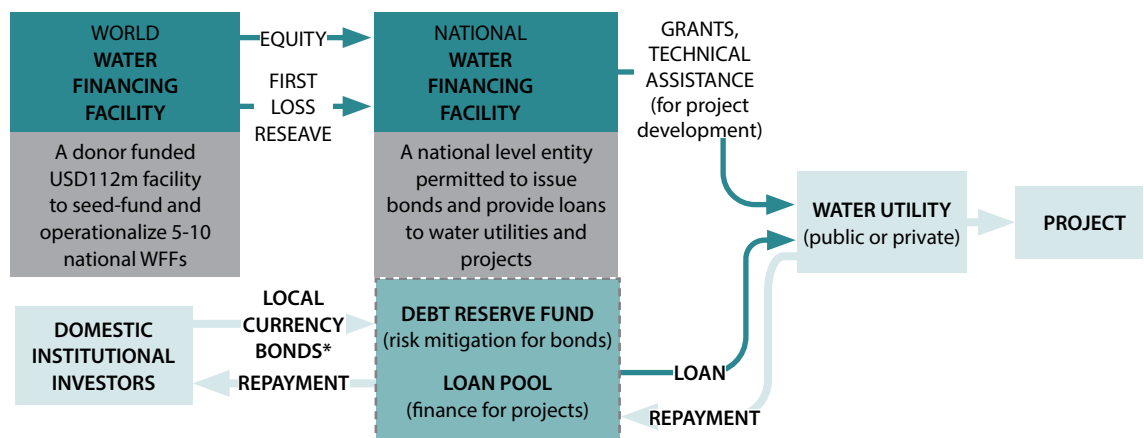 WORLD
WATER
FINANCING
FACILITY
A donor funded
USD112m facility
to seed-fund and
operationalize 5-10
national WFFs
EQUITY
FIRST
LOSS
RESEAVE
NATIONAL
WATER
FINANCING
FACILITY
A national level entity
permitted to issue
bonds and provide loans
to water utilities and
projects
GRANTS,
TECHNICAL
ASSISTANCE
(for project
development)
WATER UTILITY
(public or private)
PROJECT
DOMESTIC
INSTITUTIONAL
INVESTORS
LOCAL
CURRENCY
BONDS*
REPAYMENT
DEBT RESERVE FUND
(risk mitigation for bonds)
LOAN POOL
(finance for projects)
LOAN
REPAYMENT